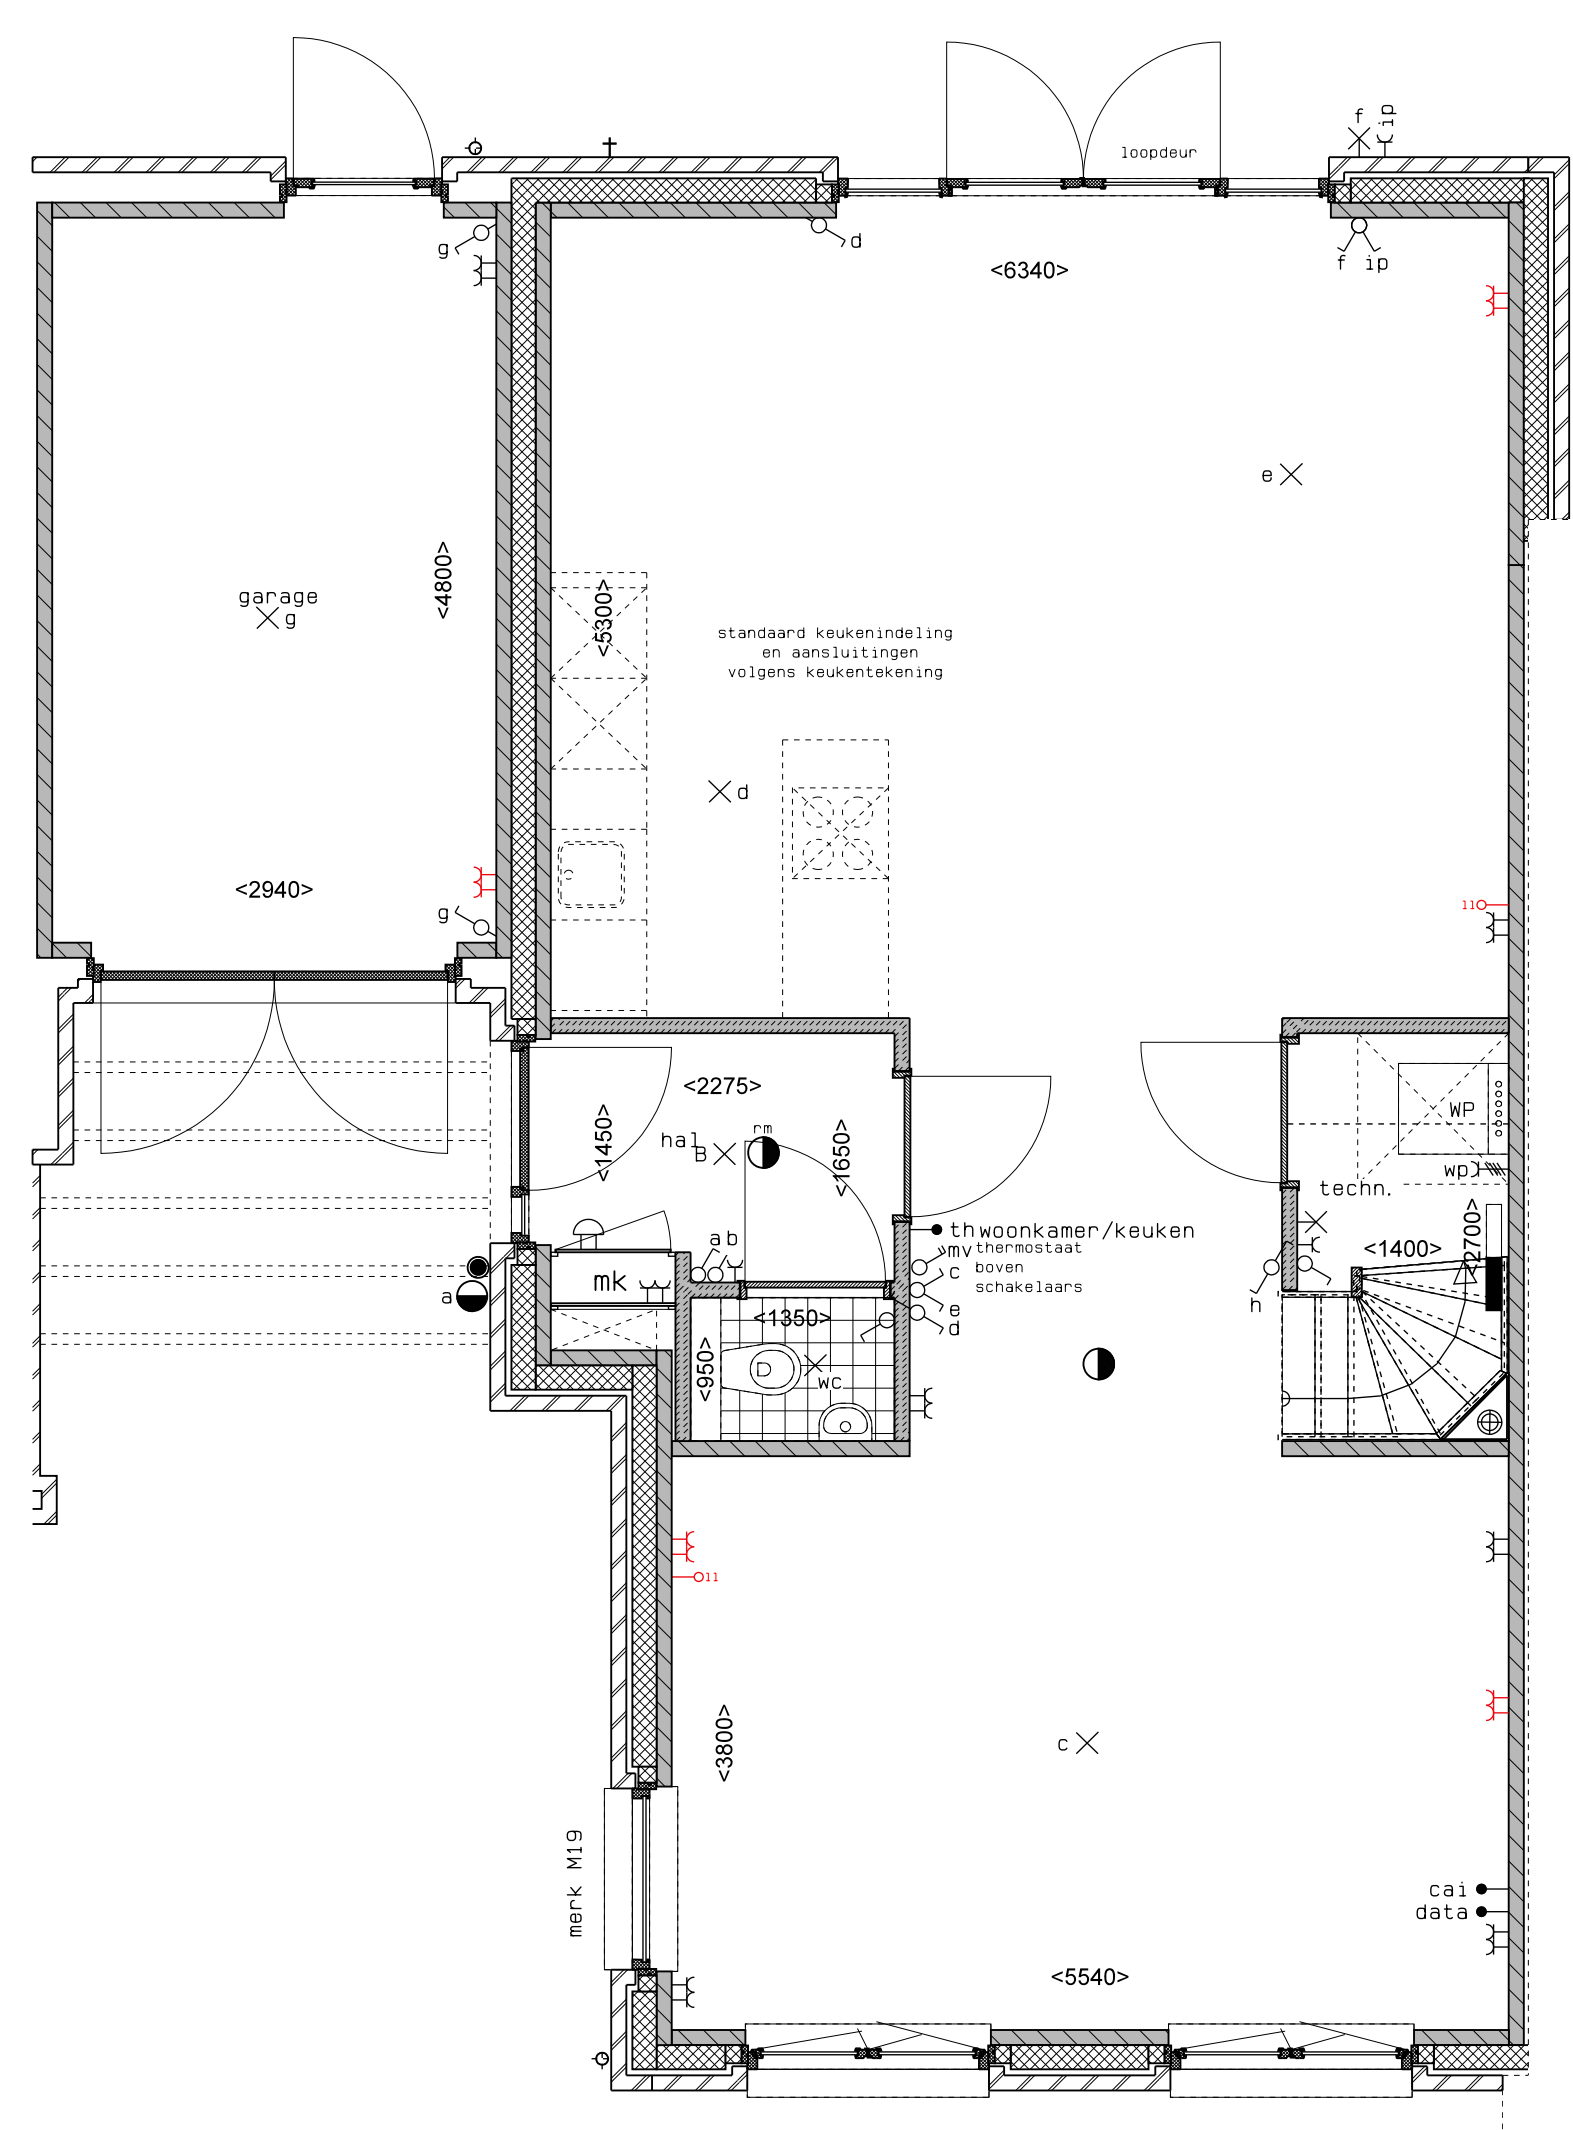 f
ip
loopdeur
g
d
f ip
<6340>
e
<4800>
garage
g
<5300>
standaard keukenindeling
en aansluitingen
volgens keukentekening
d
<2940>
g
11
<2275>
<1450>
hal
B
rm
<1650>
WP
wp
techn.
<2700>
<1400>
th woonkamer/keuken
mv thermostaat
boven
schakelaars
c
e
d
a b
mk
a
h
<1350>
<950>
wc
11
c
<3800>
merk M19
cai
data
<5540>